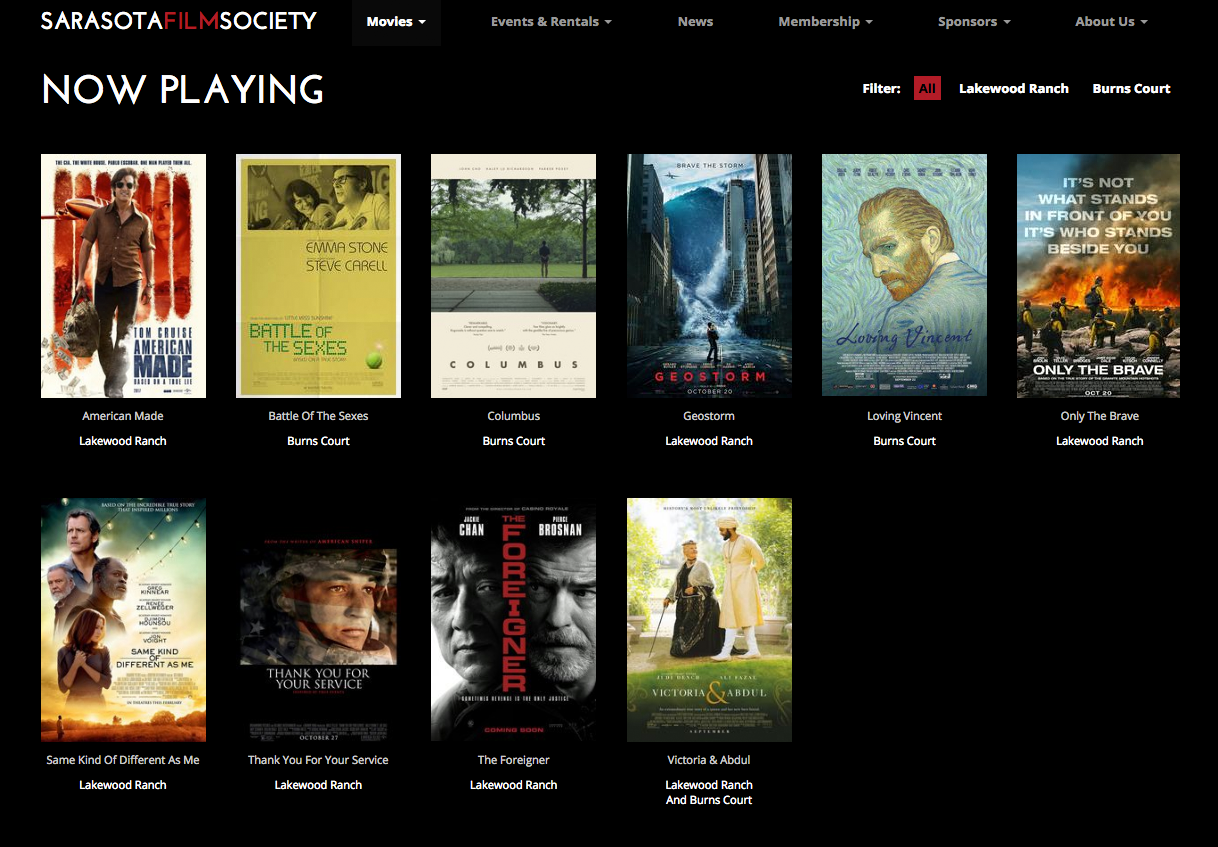 SARASOTAFILMSOCIETY
Movies
Events & Rentals
News
Membership
Sponsors
About Us
NOW PLAYING
Filter: All Lakewood Ranch Burns Court
THE CIA. THE WHITE HOUSE. PABLO ESCOBAR. ONE MAN PLAYED THEM ALL.
TOM CRUISE
AMERICAN
MADE
BASED ON A TRUE LIE
American Made
Lakewood Ranch
EMMA STONE
STEVE CARELL
BATTLE OF
THE SEXES
BASED ON A TRUE STORY
Battle Of The Sexes
Burns Court
JOHN CHO HALEY LU RICHARDSON PARKER POSEY
COLUMBUS
Columbus
Burns Court
BRAVE THE STORM
GEOSTORM
OCTOBER 20
Geostorm
Lakewood Ranch
Loving Vincent
Loving Vincent
Burns Court
IT'S NOT
WHAT STANDS
IN FRONT OF YOU
IT'S WHO STANDS
BESIDE YOU
BROLIN TELLER BRIDGES KITSCH CONNELLY
ONLY THE BRAVE
OCT 20
Only The Brave
Lakewood Ranch
BASED ON THE INCREDIBLE TRUE STORY
THAT INSPIRED MILLIONS
GREG
KINNEAR
RENÉE
ZELLWEGER
DJIMON
HOUNSOU
JON
VOIGHT
SAME KIND
OF
DIFFERENT AS ME
IN THEATRES THIS FEBRUARY
Same Kind Of Different As Me
Lakewood Ranch
FROM THE WRITER OF AMERICAN SNIPER
THANK YOU FOR
YOUR SERVICE
OCTOBER 27
Thank You For Your Service
Lakewood Ranch
FROM THE DIRECTOR OF CASINO ROYALE
JACKIE
CHAN
PIERCE
BROSNAN
THE
FOREIGNER
SOMETIMES REVENGE IS THE ONLY JUSTICE
COMING SOON
The Foreigner
Lakewood Ranch
HISTORY'S MOST UNLIKELY FRIENDSHIP
JUDI DENCH ALI FAZAL
VICTORIA & ABDUL
SEPTEMBER
Victoria & Abdul
Lakewood Ranch
And Burns Court